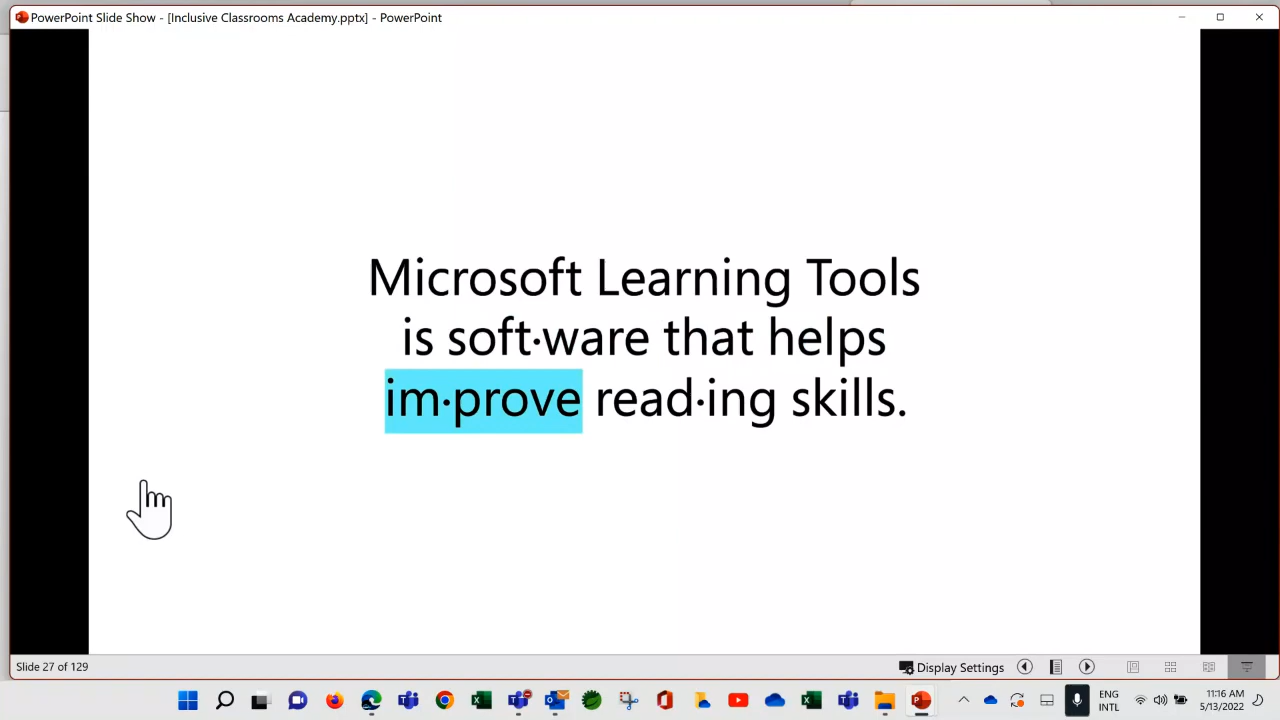 PowerPoint Slide Show - [Inclusive Classrooms Academy.pptx] - PowerPoint
Microsoft Learning Tools
is soft·ware that helps
im·prove read·ing skills.
Slide 27 of 129
Display Settings
ENG
INTL
11:16 AM
5/13/2022